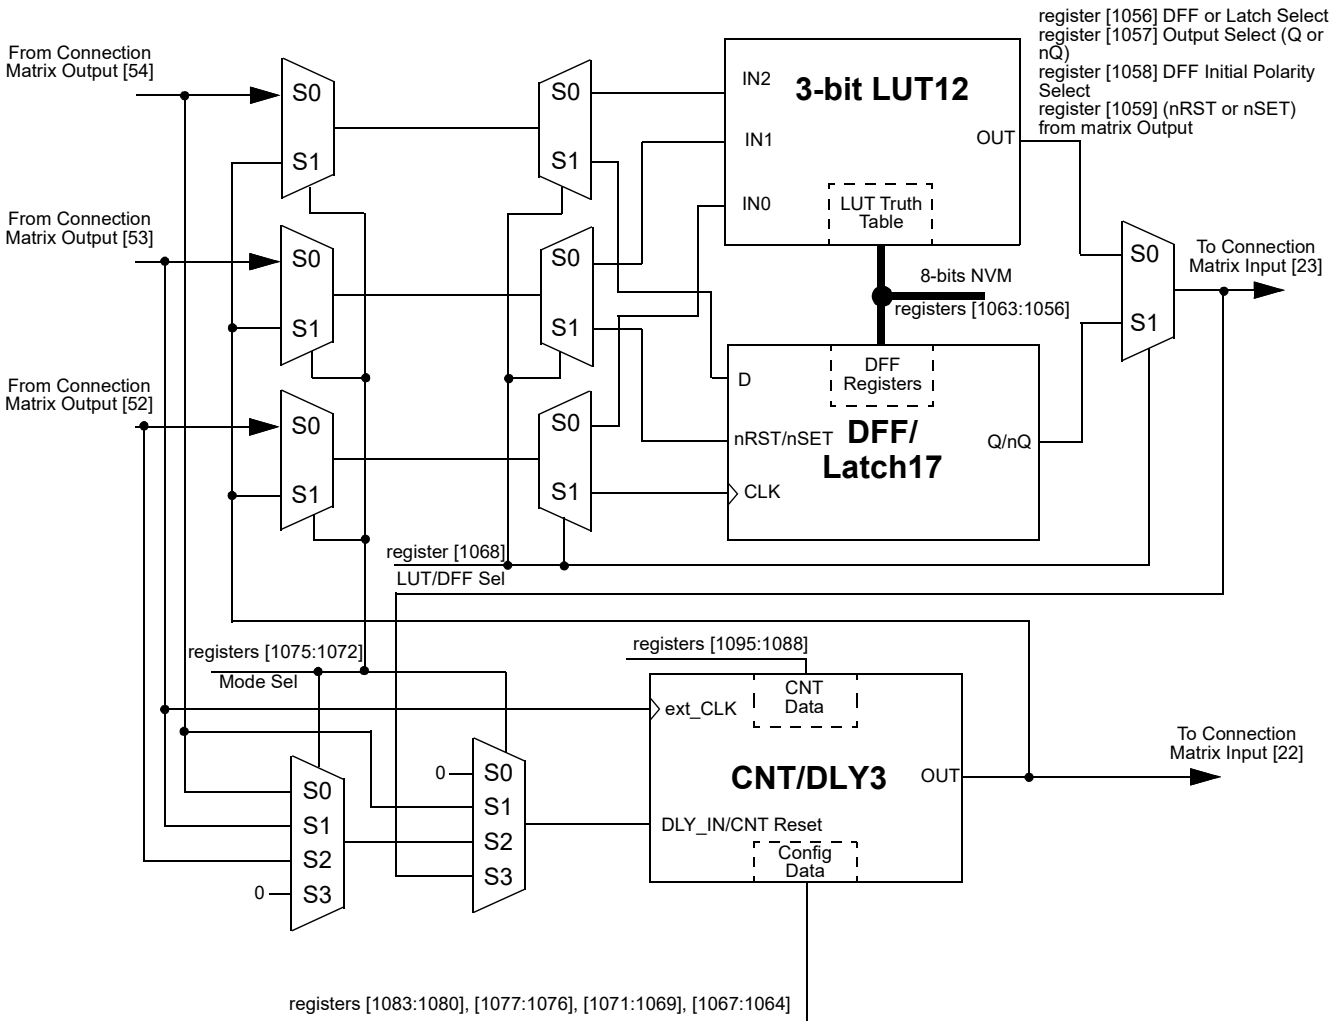 register [1056] DFF or Latch Select
register [1057] Output Select (Q or
nQ)
register [1058] DFF Initial Polarity
Select
register [1059] (nRST or nSET)
from matrix Output
From Connection
Matrix Output [54]
S0
S1
S0
S1
IN2
3-bit LUT12
IN1
OUT
IN0
LUT Truth
Table
From Connection
Matrix Output [53]
S0
S1
S0
S1
8-bits NVM
registers [1063:1056]
S0
S1
To Connection
Matrix Input [23]
From Connection
Matrix Output [52]
S0
S1
S0
S1
D
DFF
Registers
nRST/nSET
DFF/
Latch17
Q/nQ
CLK
register [1068]
LUT/DFF Sel
registers [1075:1072]
Mode Sel
registers [1095:1088]
CNT
Data
ext_CLK
CNT/DLY3
OUT
To Connection
Matrix Input [22]
DLY_IN/CNT Reset
Config
Data
0
S0
S1
S2
S3
S0
S1
S2
0
S3
registers [1083:1080], [1077:1076], [1071:1069], [1067:1064]